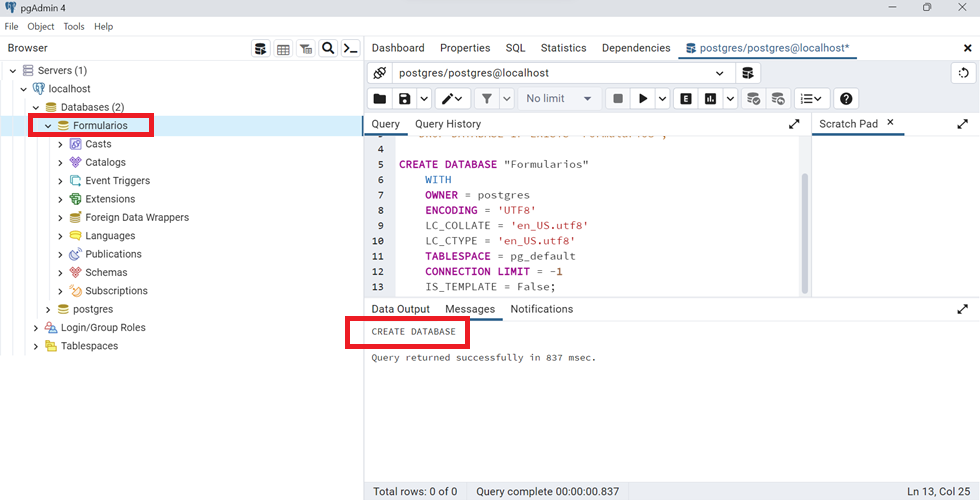 pgAdmin 4
File Object Tools Help
Browser
Dashboard Properties SQL Statistics Dependencies postgres/postgres@localhost*
Servers (1)
localhost
Databases (2)
Formularios
Casts
Catalogs
Event Triggers
Extensions
Foreign Data Wrappers
Languages
Publications
Schemas
Subscriptions
postgres
Login/Group Roles
Tablespaces
postgres/postgres@localhost
No limit
E
Query Query History
Scratch Pad
4
5 CREATE DATABASE "Formularios"
6 WITH
7 OWNER = postgres
8 ENCODING = 'UTF8'
9 LC_COLLATE = 'en_US.utf8'
10 LC_CTYPE = 'en_US.utf8'
11 TABLESPACE = pg_default
12 CONNECTION LIMIT = -1
13 IS_TEMPLATE = False;
Data Output Messages Notifications
CREATE DATABASE
Query returned successfully in 837 msec.
Total rows: 0 of 0 Query complete 00:00:00.837 Ln 13, Col 25